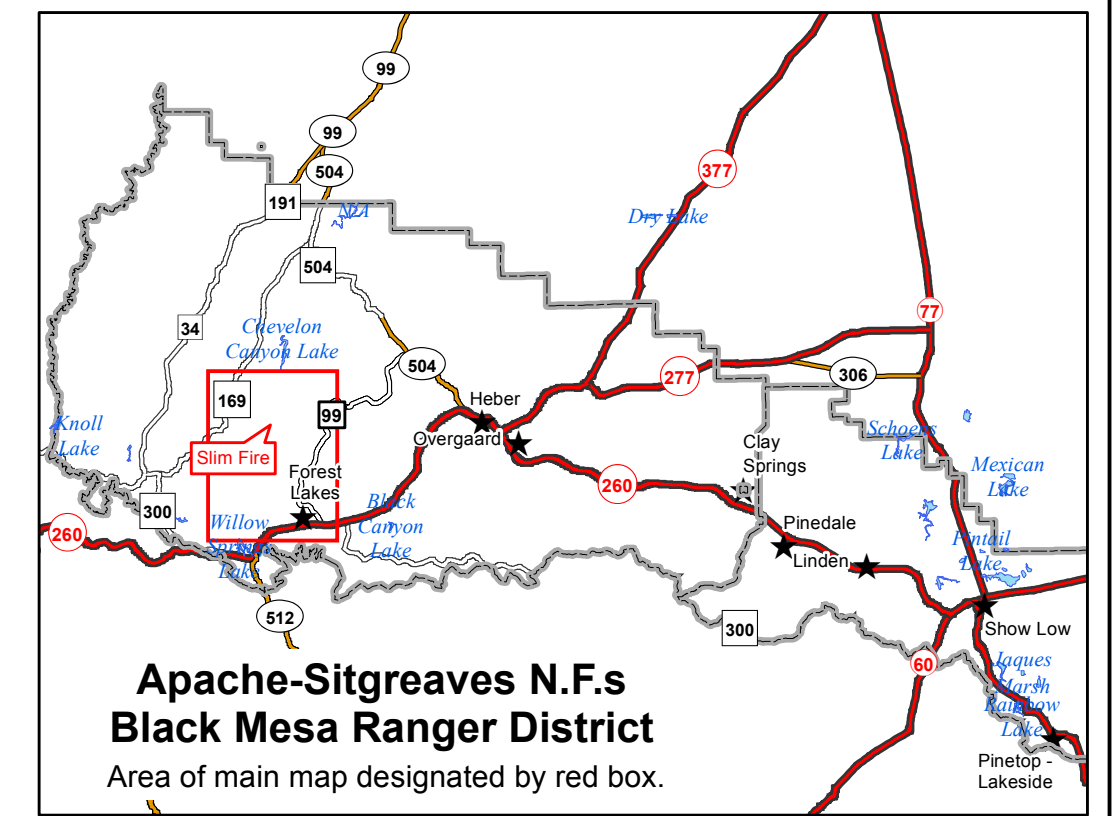 99
99
504
377
191
N/A
Dry Lake
504
77
34
Chevelon
Canyon Lake
504
277
306
169
99
Heber
Knoll
Lake
Slim Fire
Overgaard
Clay
Springs
Schoens
Lake
Mexican
Lake
Forest
Lakes
260
300
Black
Canyon
Lake
260
Willow
Springs
Lake
Pinedale
Linden
Pintail
Lake
512
300
Show Low
60
Jaques
Marsh
Rainbow
Lake
Pinetop -
Lakeside
Apache-Sitgreaves N.F.s
Black Mesa Ranger District
Area of main map designated by red box.